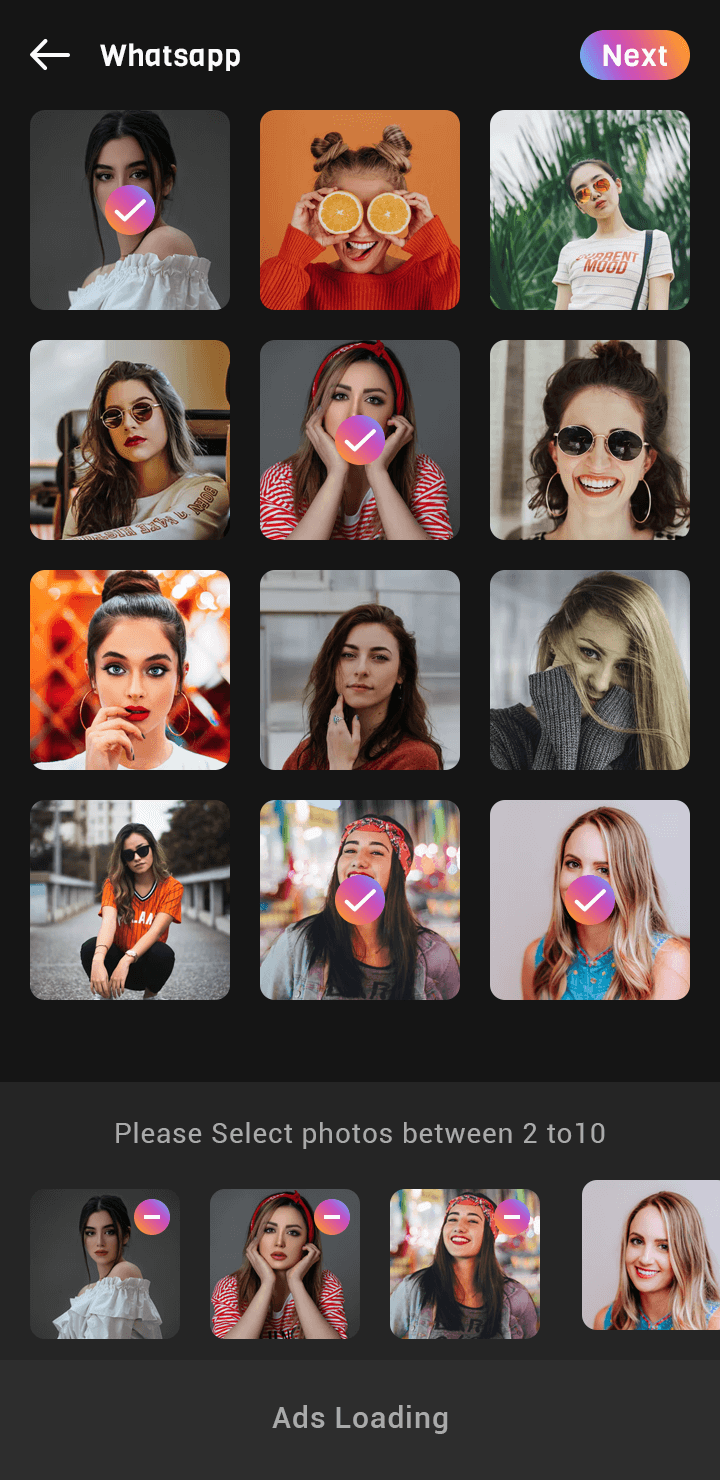 Whatsapp
Next
CURRENT
MOOD
Please Select photos between 2 to10
Ads Loading